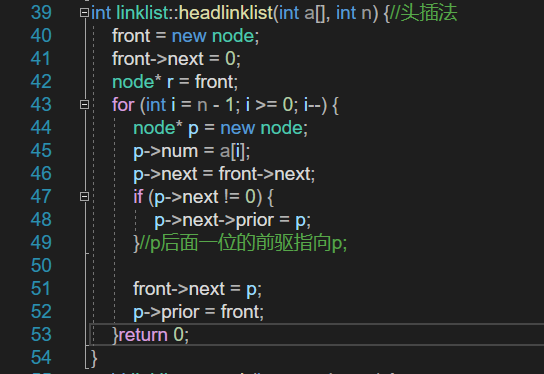 39 int linklist::headlinklist(int a[], int n) {//头插法
40 front = new node;
41 front->next = 0;
42 node* r = front;
43 for (int i = n - 1; i >= 0; i--) {
44 node* p = new node;
45 p->num = a[i];
46 p->next = front->next;
47 if (p->next != 0) {
48 p->next->prior = p;
49 }//p后面一位的前驱指向p;
50
51 front->next = p;
52 p->prior = front;
53 }return 0;
54 }